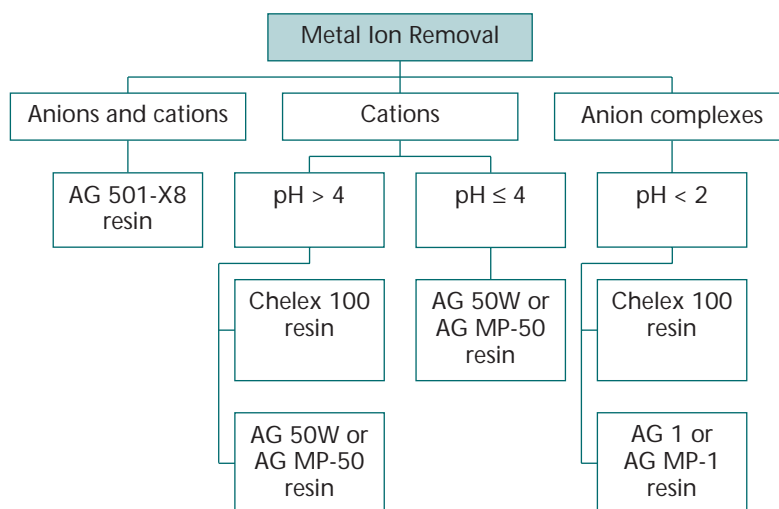 Metal Ion Removal
Anions and cations
Cations
Anion complexes
AG 501-X8
resin
pH > 4
pH ≤ 4
pH < 2
Chelex 100
resin
AG 50W or
AG MP-50
resin
Chelex 100
resin
AG 50W or
AG MP-50
resin
AG 1 or
AG MP-1
resin